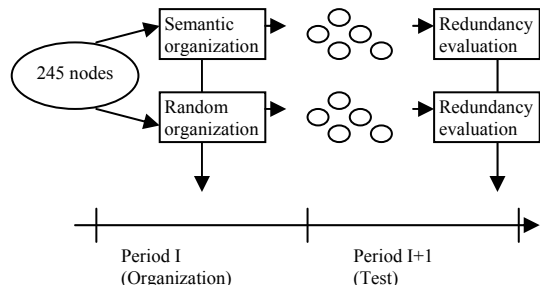 245 nodes
Semantic
organization
Redundancy
evaluation
Random
organization
Redundancy
evaluation
Period I
(Organization)
Period I+1
(Test)